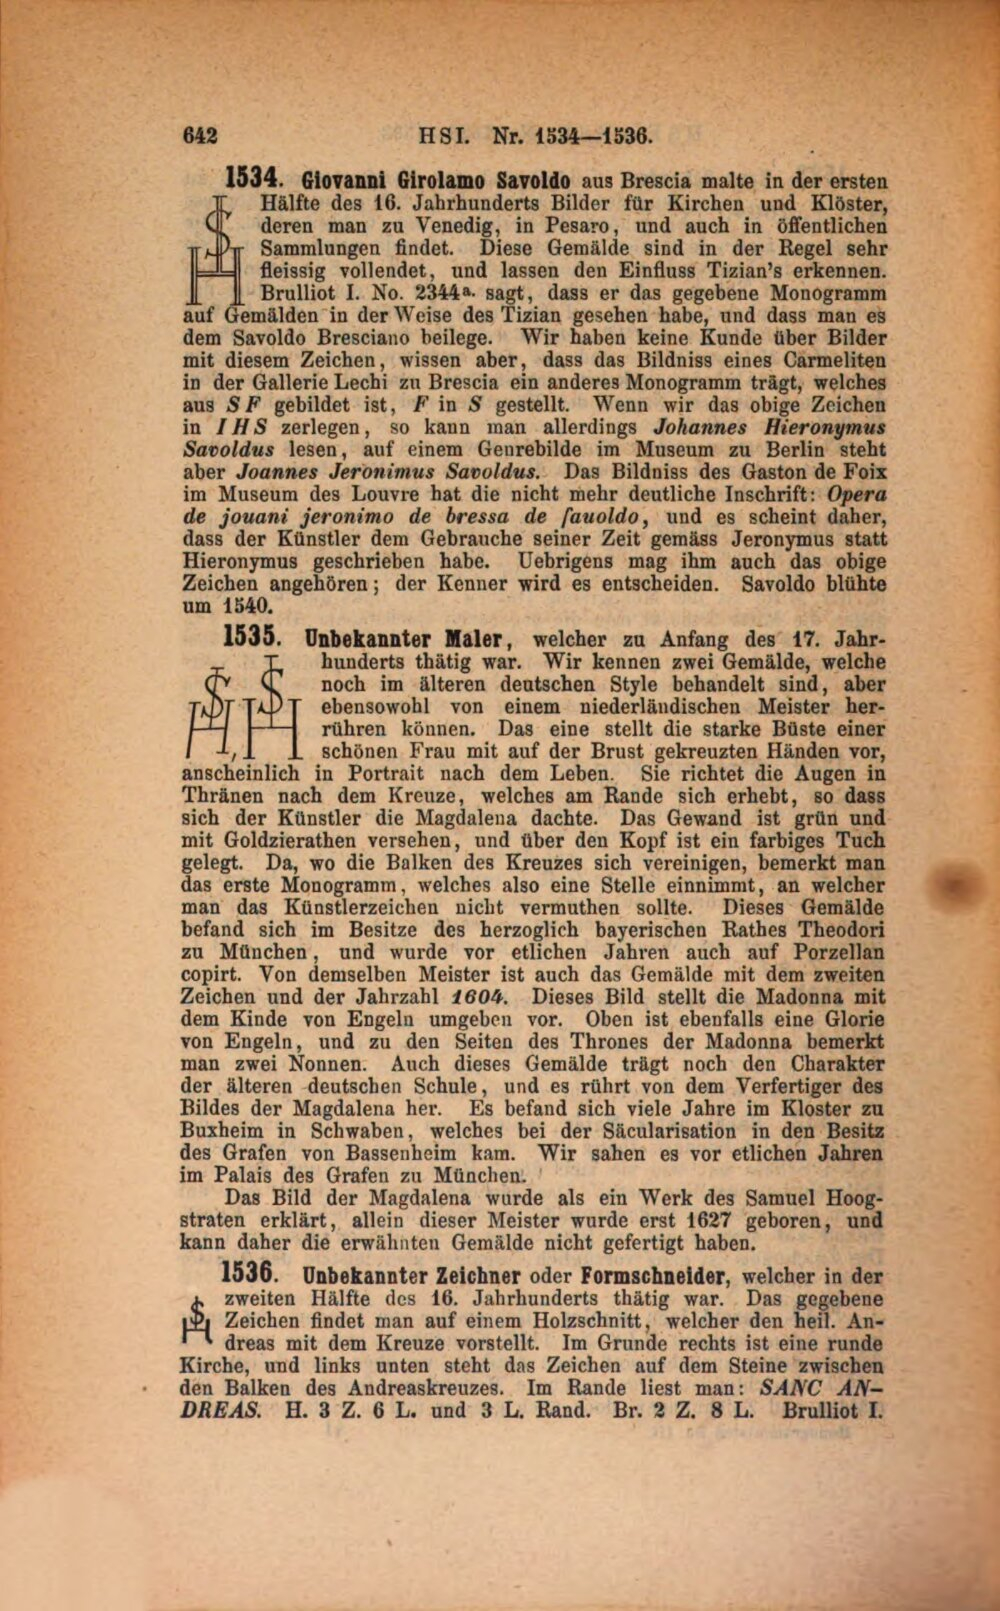 642 HSI. Nr. 1534—1536.
1534. Giovanni Girolamo Savoldo aus Brescia malte in der ersten
Hälfte des 16. Jahrhunderts Bilder für Kirchen und Klöster,
deren man zu Venedig, in Pesaro, und auch in öffentlichen
Sammlungen findet. Diese Gemälde sind in der Regel sehr
fleissig vollendet, und lassen den Einfluss Tizian's erkennen.
Brulliot I. No. 2344a. sagt, dass er das gegebene Monogramm
auf Gemälden in der Weise des Tizian gesehen habe, und dass man es
dem Savoldo Bresciano beilege. Wir haben keine Kunde über Bilder
mit diesem Zeichen, wissen aber, dass das Bildniss eines Carmeliten
in der Gallerie Lechi zu Brescia ein anderes Monogramm trägt, welches
aus SF gebildet ist, F in S gestellt. Wenn wir das obige Zeichen
in IHS zerlegen, so kann man allerdings Johannes Hieronymus
Savoldus lesen, auf einem Genrebilde im Museum zu Berlin steht
aber Joannes Jeronimus Savoldus. Das Bildniss des Gaston de Foix
im Museum des Louvre hat die nicht mehr deutliche Inschrift: Opera
de jouani jeronimo de bressa de ſauoldo, und es scheint daher,
dass der Künstler dem Gebrauche seiner Zeit gemäss Jeronymus statt
Hieronymus geschrieben habe. Uebrigens mag ihm auch das obige
Zeichen angehören; der Kenner wird es entscheiden. Savoldo blühte
um 1540.
1535. Unbekannter Maler, welcher zu Anfang des 17. Jahr-
hunderts thätig war. Wir kennen zwei Gemälde, welche
noch im älteren deutschen Style behandelt sind, aber
ebensowohl von einem niederländischen Meister her-
rühren können. Das eine stellt die starke Büste einer
schönen Frau mit auf der Brust gekreuzten Händen vor,
anscheinlich in Portrait nach dem Leben. Sie richtet die Augen in
Thränen nach dem Kreuze, welches am Rande sich erhebt, so dass
sich der Künstler die Magdalena dachte. Das Gewand ist grün und
mit Goldzierathen versehen, und über den Kopf ist ein farbiges Tuch
gelegt. Da, wo die Balken des Kreuzes sich vereinigen, bemerkt man
das erste Monogramm, welches also eine Stelle einnimmt, an welcher
man das Künstlerzeichen nicht vermuthen sollte. Dieses Gemälde
befand sich im Besitze des herzoglich bayerischen Rathes Theodori
zu München, und wurde vor etlichen Jahren auch auf Porzellan
copirt. Von demselben Meister ist auch das Gemälde mit dem zweiten
Zeichen und der Jahrzahl 1604. Dieses Bild stellt die Madonna mit
dem Kinde von Engeln umgeben vor. Oben ist ebenfalls eine Glorie
von Engeln, und zu den Seiten des Thrones der Madonna bemerkt
man zwei Nonnen. Auch dieses Gemälde trägt noch den Charakter
der älteren deutschen Schule, und es rührt von dem Verfertiger des
Bildes der Magdalena her. Es befand sich viele Jahre im Kloster zu
Buxheim in Schwaben, welches bei der Säcularisation in den Besitz
des Grafen von Bassenheim kam. Wir sahen es vor etlichen Jahren
im Palais des Grafen zu München.
Das Bild der Magdalena wurde als ein Werk des Samuel Hoog-
straten erklärt, allein dieser Meister wurde erst 1627 geboren, und
kann daher die erwähnten Gemälde nicht gefertigt haben.
1536. Unbekannter Zeichner oder Formschneider, welcher in der
zweiten Hälfte des 16. Jahrhunderts thätig war. Das gegebene
Zeichen findet man auf einem Holzschnitt, welcher den heil. An-
dreas mit dem Kreuze vorstellt. Im Grunde rechts ist eine runde
Kirche, und links unten steht das Zeichen auf dem Steine zwischen
den Balken des Andreaskreuzes. Im Rande liest man: SANC AN-
DREAS. H. 3 Z. 6 L. und 3 L. Rand. Br. 2 Z. 8 L. Brulliot I.